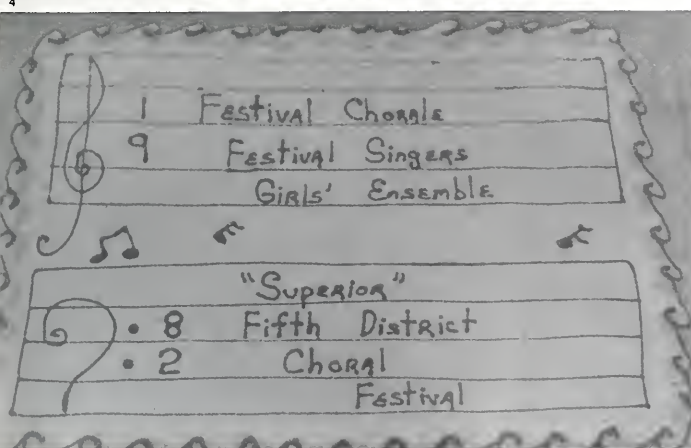 4
1 Festival Chorale
9 Festival Singers
Girls' Ensemble
"Superior"
8 Fifth District
2 Choral
Festival